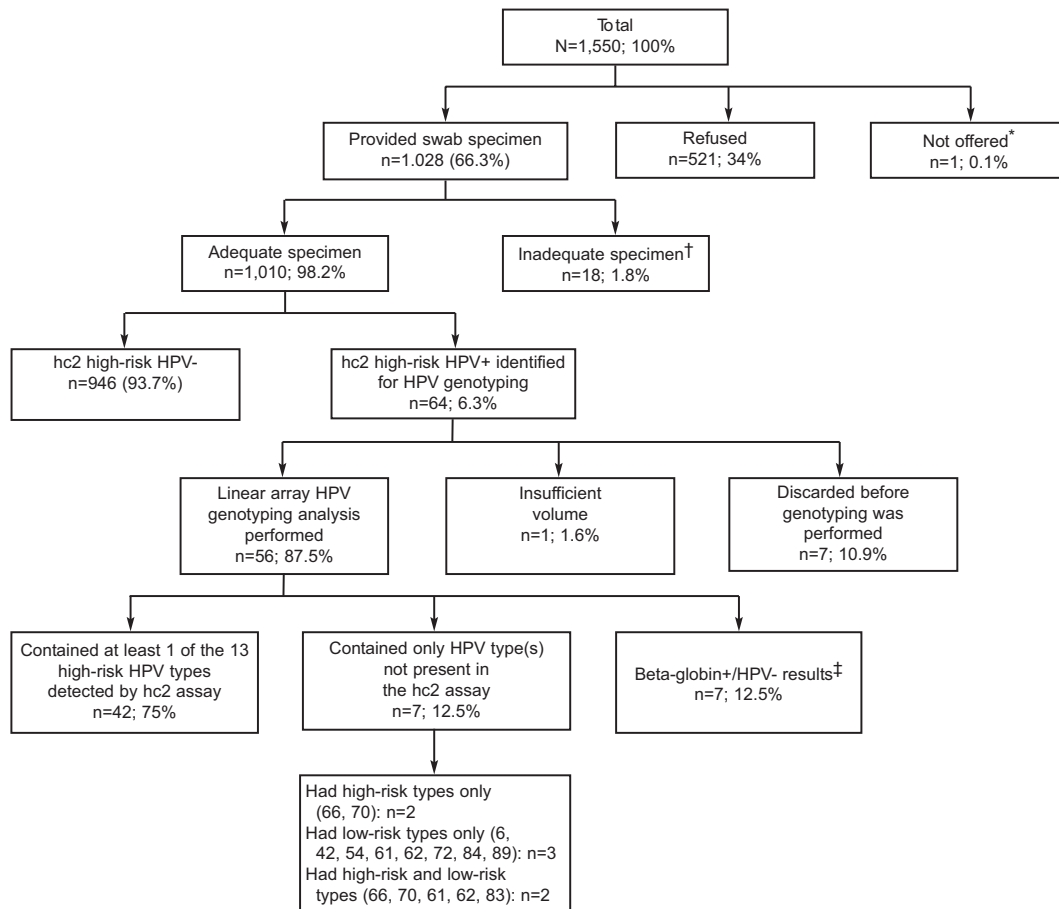 Total
N=1,550; 100%
Provided swab specimen
n=1.028 (66.3%)
Refused
n=521; 34%
Not offered*
n=1; 0.1%
Adequate specimen
n=1,010; 98.2%
Inadequate specimen†
n=18; 1.8%
hc2 high-risk HPV-
n=946 (93.7%)
hc2 high-risk HPV+ identified
for HPV genotyping
n=64; 6.3%
Linear array HPV
genotyping analysis
performed
n=56; 87.5%
Insufficient
volume
n=1; 1.6%
Discarded before
genotyping was
performed
n=7; 10.9%
Contained at least 1 of the 13
high-risk HPV types
detected by hc2 assay
n=42; 75%
Contained only HPV type(s)
not present in
the hc2 assay
n=7; 12.5%
Beta-globin+/HPV- results‡
n=7; 12.5%
Had high-risk types only
(66, 70): n=2
Had low-risk types only (6,
42, 54, 61, 62, 72, 84, 89): n=3
Had high-risk and low-risk
types (66, 70, 61, 62, 83): n=2